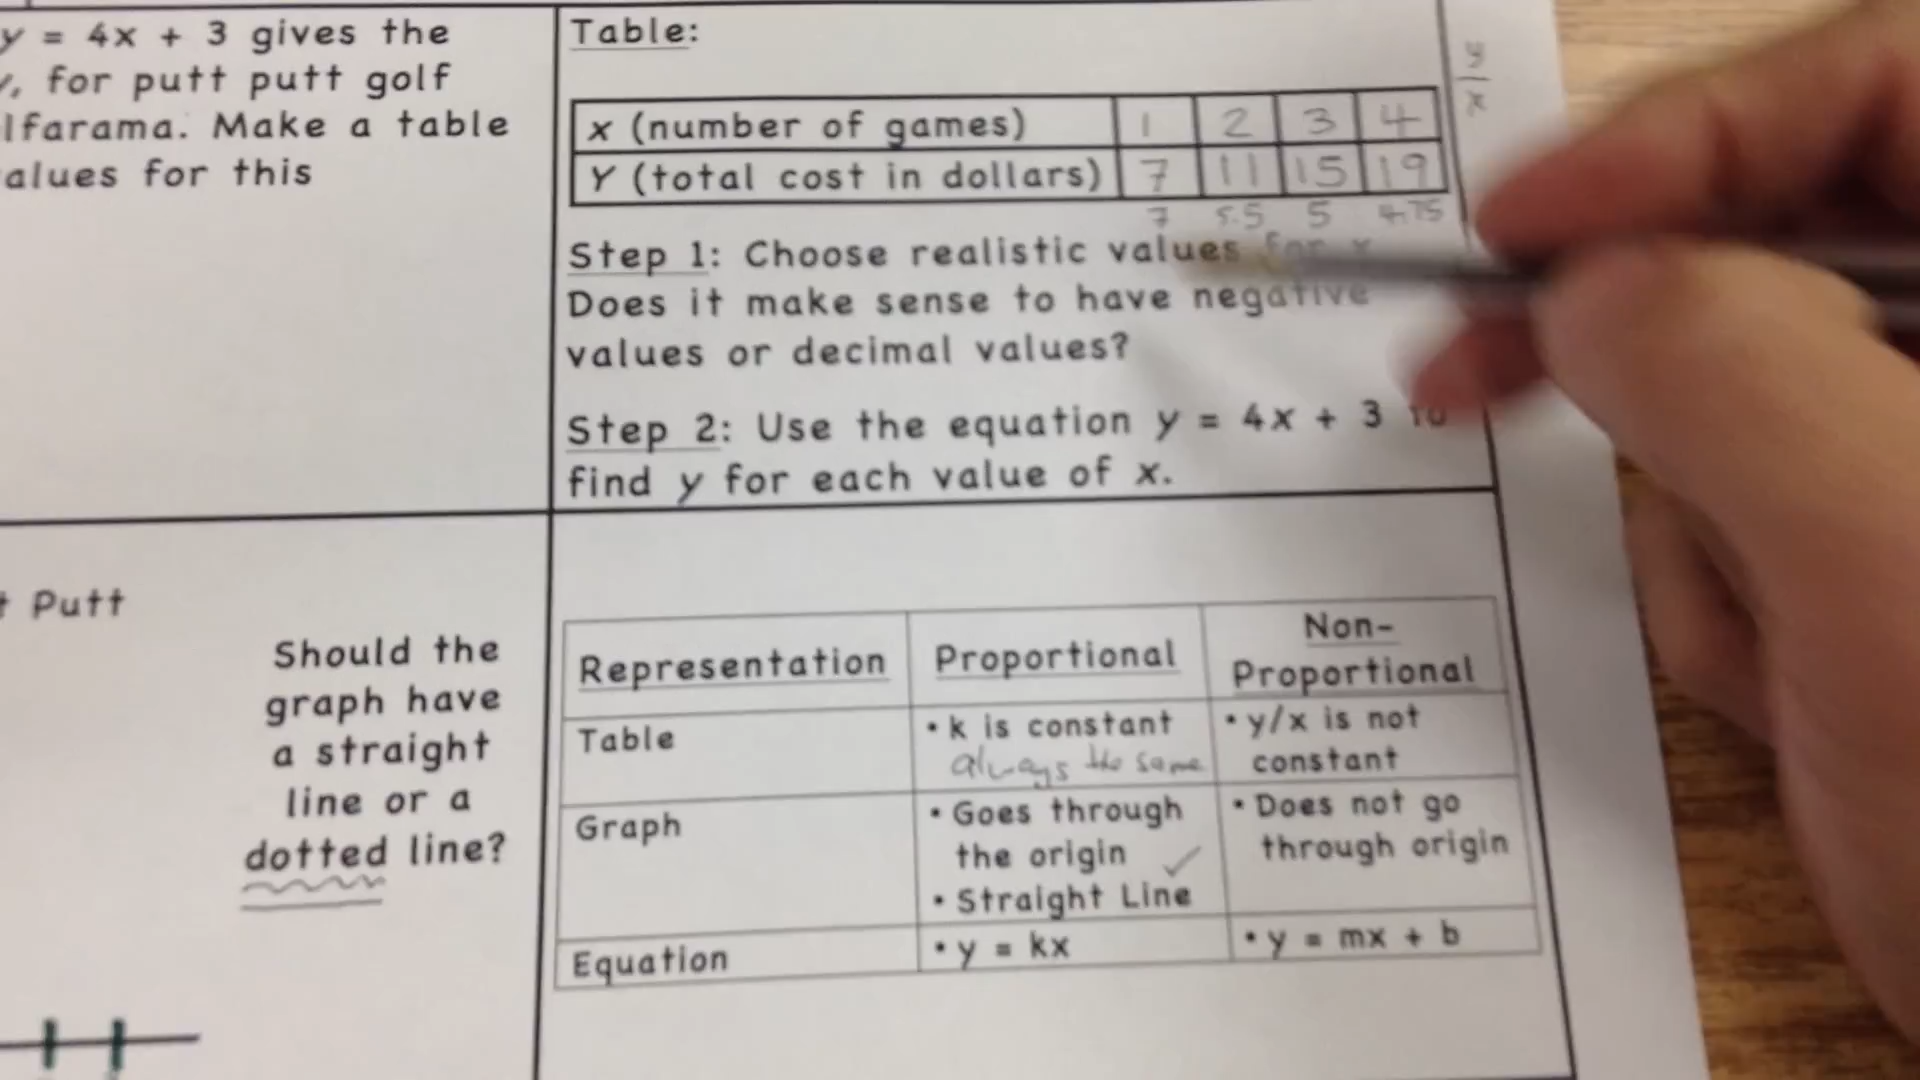 y = 4x + 3 gives the
, for putt putt golf
lfarama. Make a table
alues for this
Table:
y
x
x (number of games) 1 2 3 4
Y (total cost in dollars) 7 11 15 19
7 5.5 5 4.75
Step 1: Choose realistic values for x
Does it make sense to have negative
values or decimal values?
Step 2: Use the equation y = 4x + 3 to
find y for each value of x.
t Putt
Should the
graph have
a straight
line or a
dotted line?
Representation Proportional Non-
Proportional
Table • k is constant • y/x is not
always the same constant
Graph • Goes through • Does not go
the origin ✓ through origin
• Straight Line
Equation • y = kx • y = mx + b